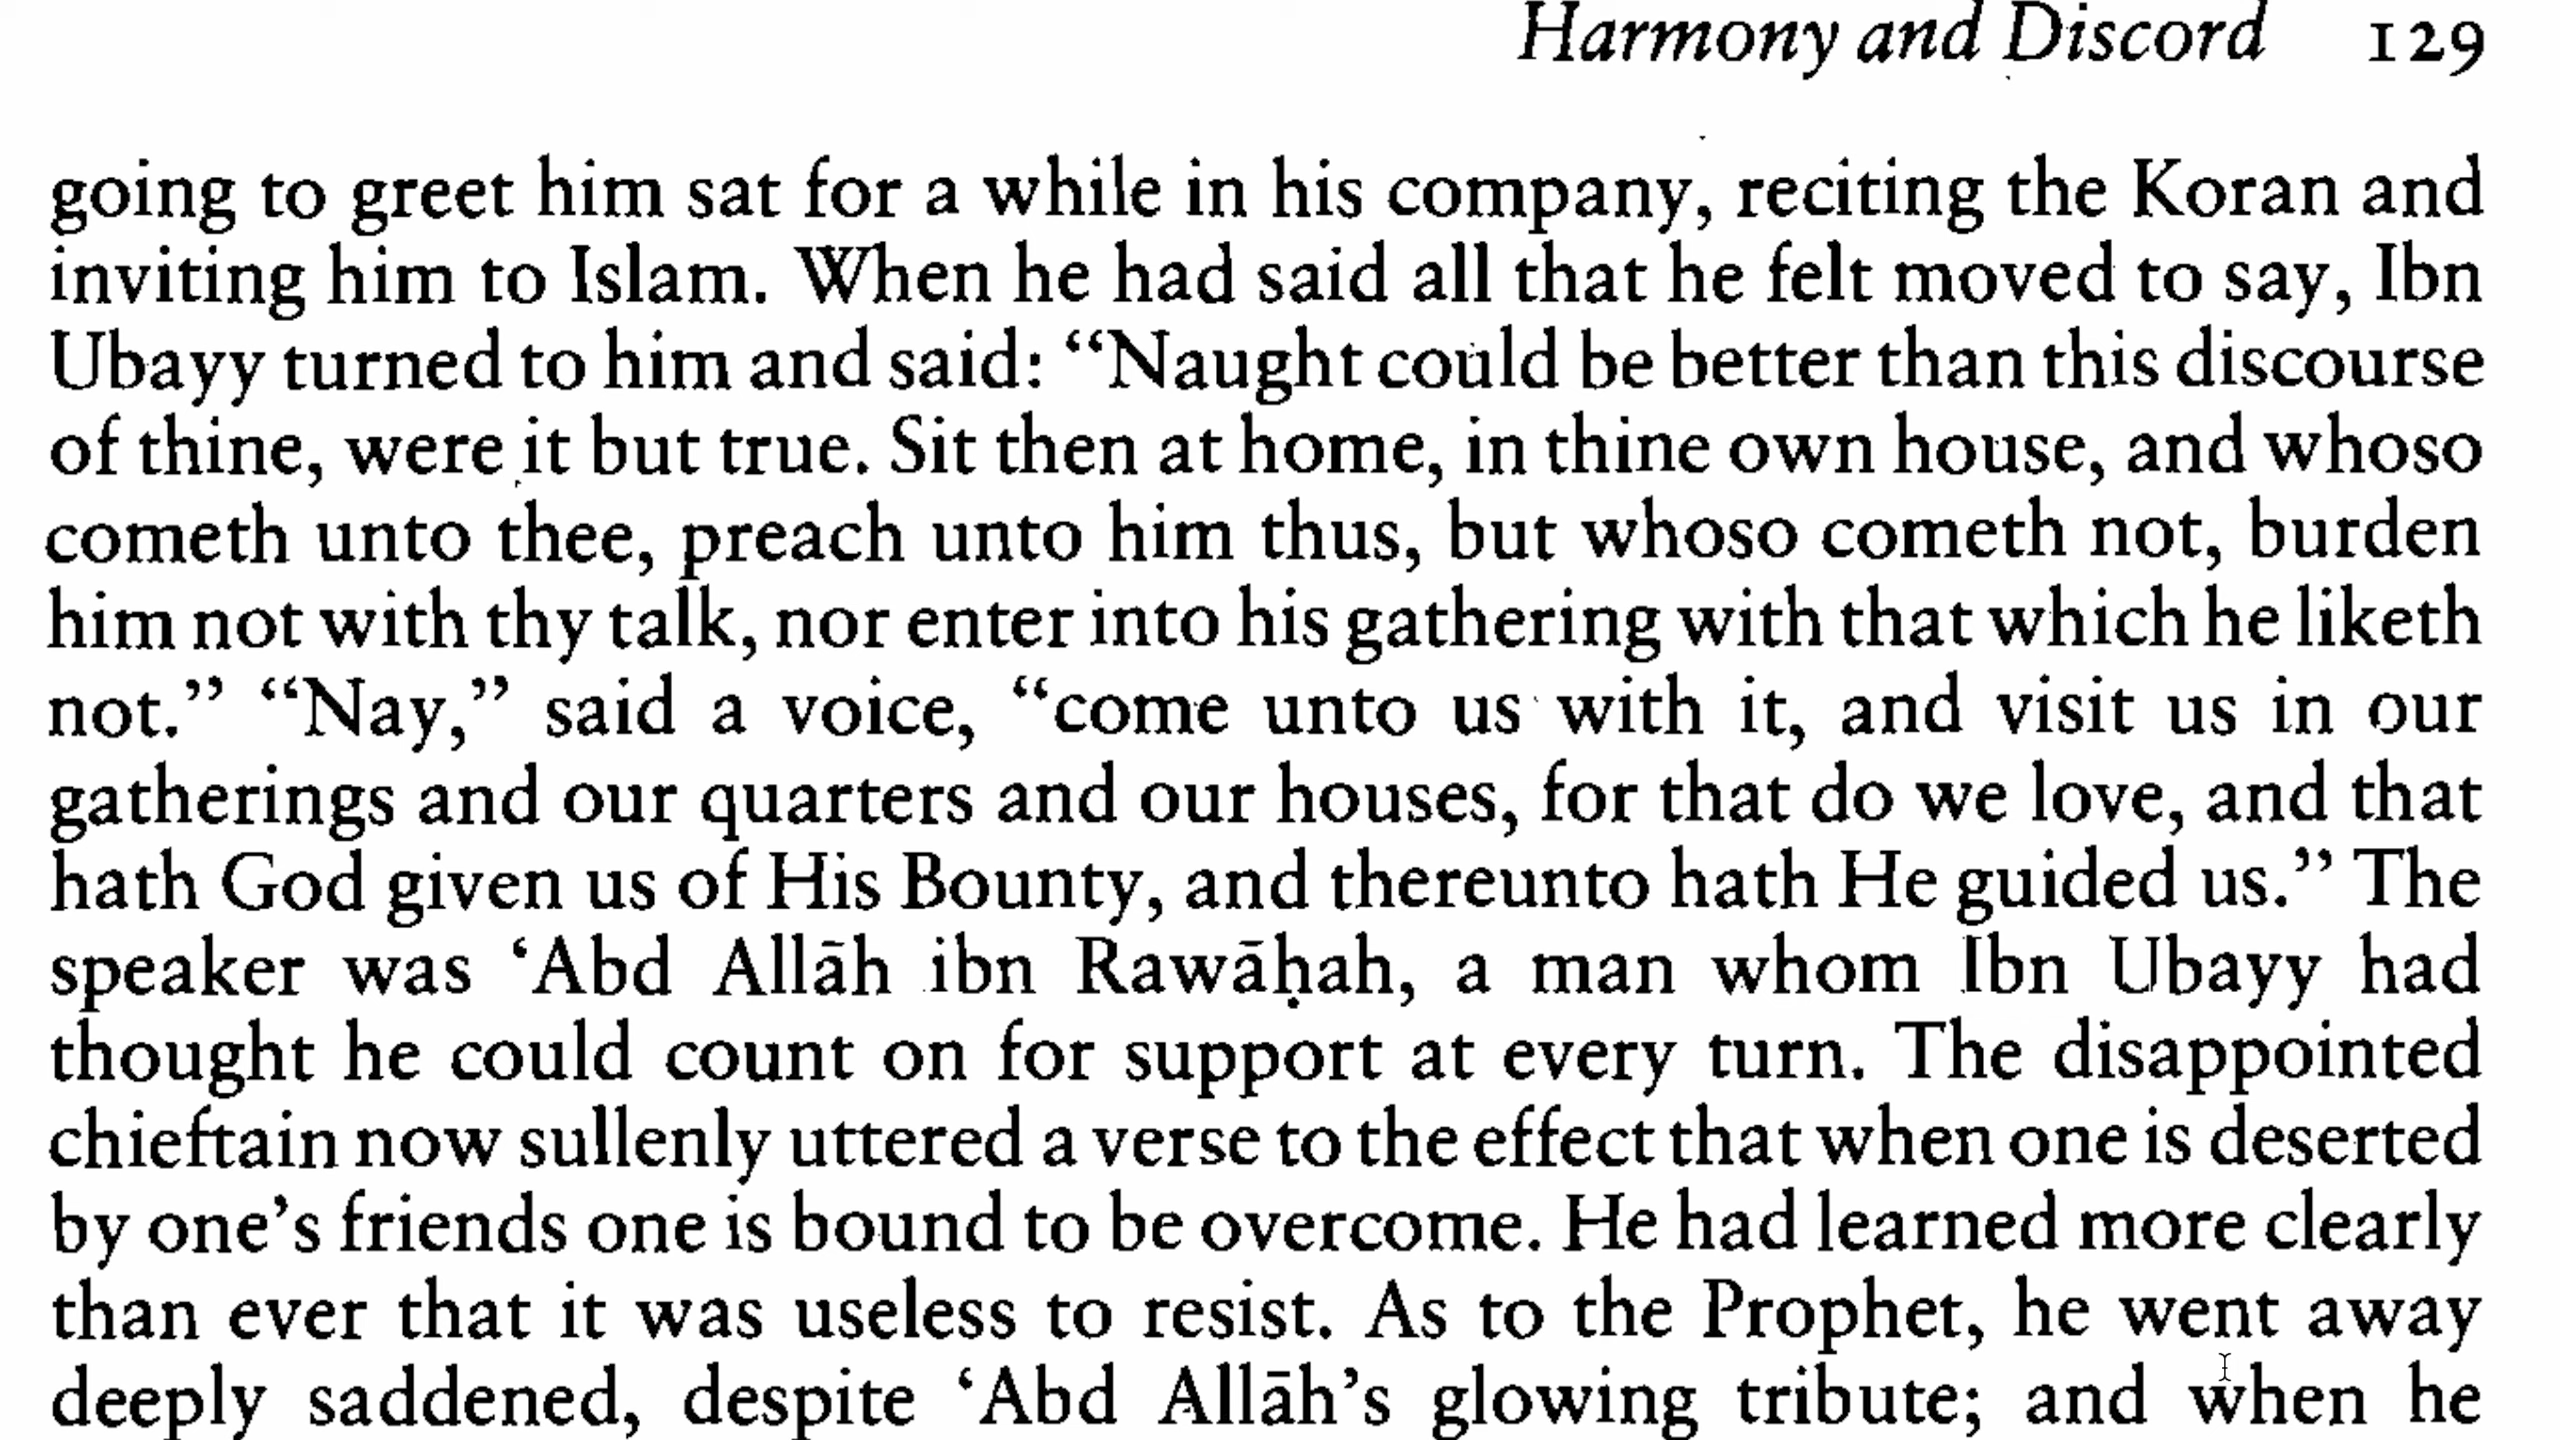 Harmony and Discord 129
going to greet him sat for a while in his company, reciting the Koran and
inviting him to Islam. When he had said all that he felt moved to say, Ibn
Ubayy turned to him and said: “Naught could be better than this discourse
of thine, were it but true. Sit then at home, in thine own house, and whoso
cometh unto thee, preach unto him thus, but whoso cometh not, burden
him not with thy talk, nor enter into his gathering with that which he liketh
not.” “Nay,” said a voice, “come unto us with it, and visit us in our
gatherings and our quarters and our houses, for that do we love, and that
hath God given us of His Bounty, and thereunto hath He guided us.” The
speaker was ‘Abd Allāh ibn Rawāḥah, a man whom Ibn Ubayy had
thought he could count on for support at every turn. The disappointed
chieftain now sullenly uttered a verse to the effect that when one is deserted
by one’s friends one is bound to be overcome. He had learned more clearly
than ever that it was useless to resist. As to the Prophet, he went away
deeply saddened, despite ‘Abd Allāh’s glowing tribute; and when he